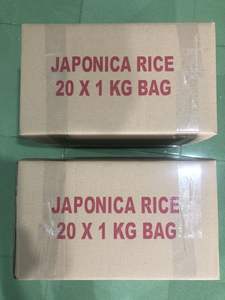 JAPONICA RICE
20 X 1 KG BAG
JAPONICA RICE
20 X 1 KG BAG